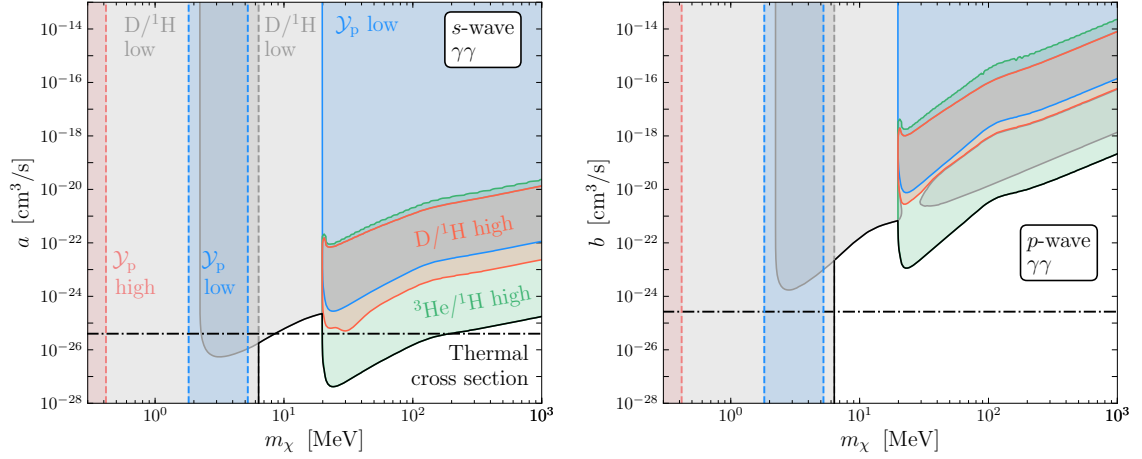 10⁻¹⁴
10⁻¹⁶
10⁻¹⁸
10⁻²⁰
10⁻²²
10⁻²⁴
10⁻²⁶
10⁻²⁸
a [cm³/s]
D/¹H
low
D/¹H
low
𝒴ₚ low
s-wave
γγ
𝒴ₚ
high
𝒴ₚ
low
D/¹H high
³He/¹H high
Thermal
cross section
10⁰ 10¹ 10² 10³
m_χ [MeV]
10⁻¹⁴
10⁻¹⁶
10⁻¹⁸
10⁻²⁰
10⁻²²
10⁻²⁴
10⁻²⁶
10⁻²⁸
b [cm³/s]
p-wave
γγ
10⁰ 10¹ 10² 10³
m_χ [MeV]